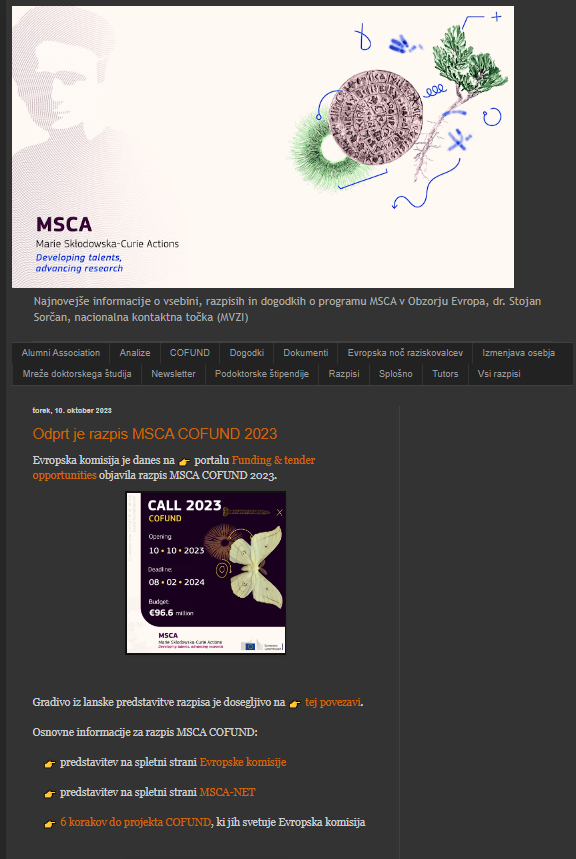 MSCA
Marie Skłodowska-Curie Actions
Developing talents,
advancing research
Najnovejše informacije o vsebini, razpisih in dogodkih o programu MSCA v Obzorju Evropa, dr. Stojan
Sorčan, nacionalna kontaktna točka (MVZI)
Alumni Association Analize COFUND Dogodki Dokumenti Evropska noč raziskovalcev Izmenjava osebja
Mreže doktorskega študija Newsletter Podoktorske štipendije Razpisi Splošno Tutors Vsi razpisi
torek, 10. oktober 2023
Odprt je razpis MSCA COFUND 2023
Evropska komisija je danes na 👉 portalu Funding & tender
opportunities objavila razpis MSCA COFUND 2023.
CALL 2023
COFUND
Opening:
10 • 10 • 2023
Deadline:
08 • 02 • 2024
Budget:
€96.6 million
MSCA
Marie Skłodowska-Curie Actions
Developing talents, advancing research
Gradivo iz lanske predstavitve razpisa je dosegljivo na 👉 tej povezavi.
Osnovne informacije za razpis MSCA COFUND:
👉 predstavitev na spletni strani Evropske komisije
👉 predstavitev na spletni strani MSCA-NET
👉 6 korakov do projekta COFUND, ki jih svetuje Evropska komisija